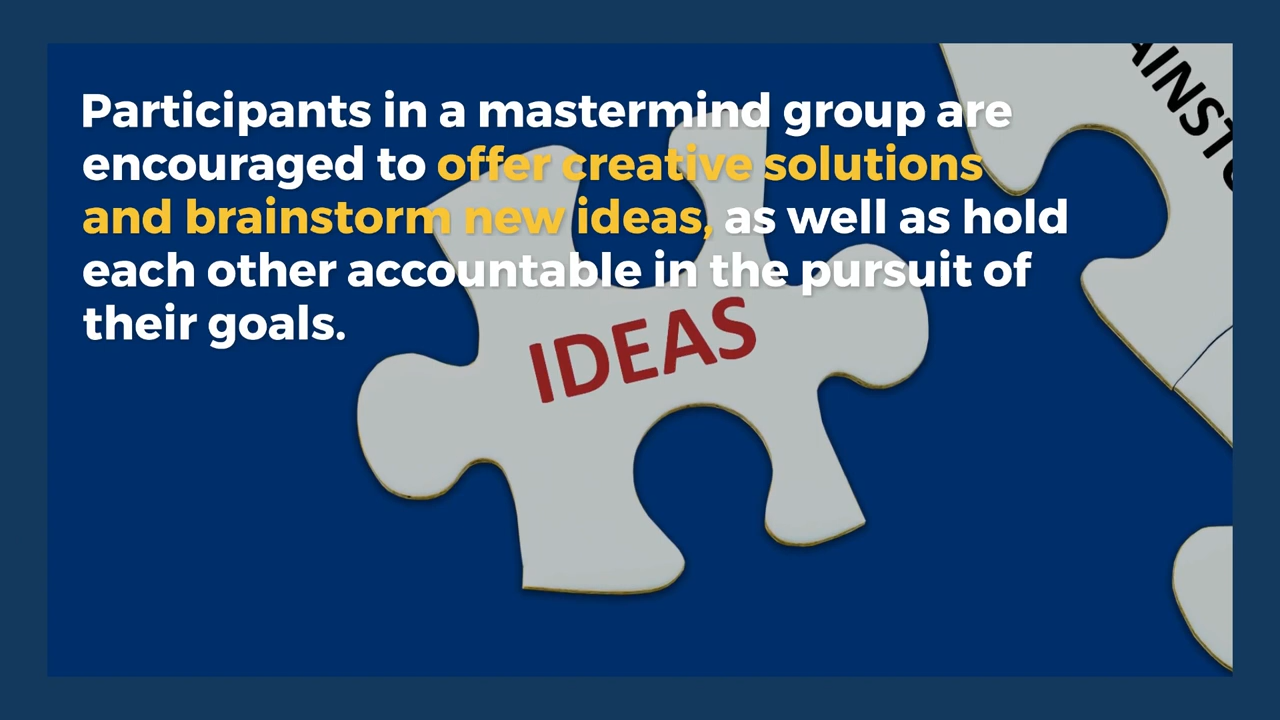 Participants in a mastermind group are
encouraged to offer creative solutions
and brainstorm new ideas, as well as hold
each other accountable in the pursuit of
their goals.
IDEAS